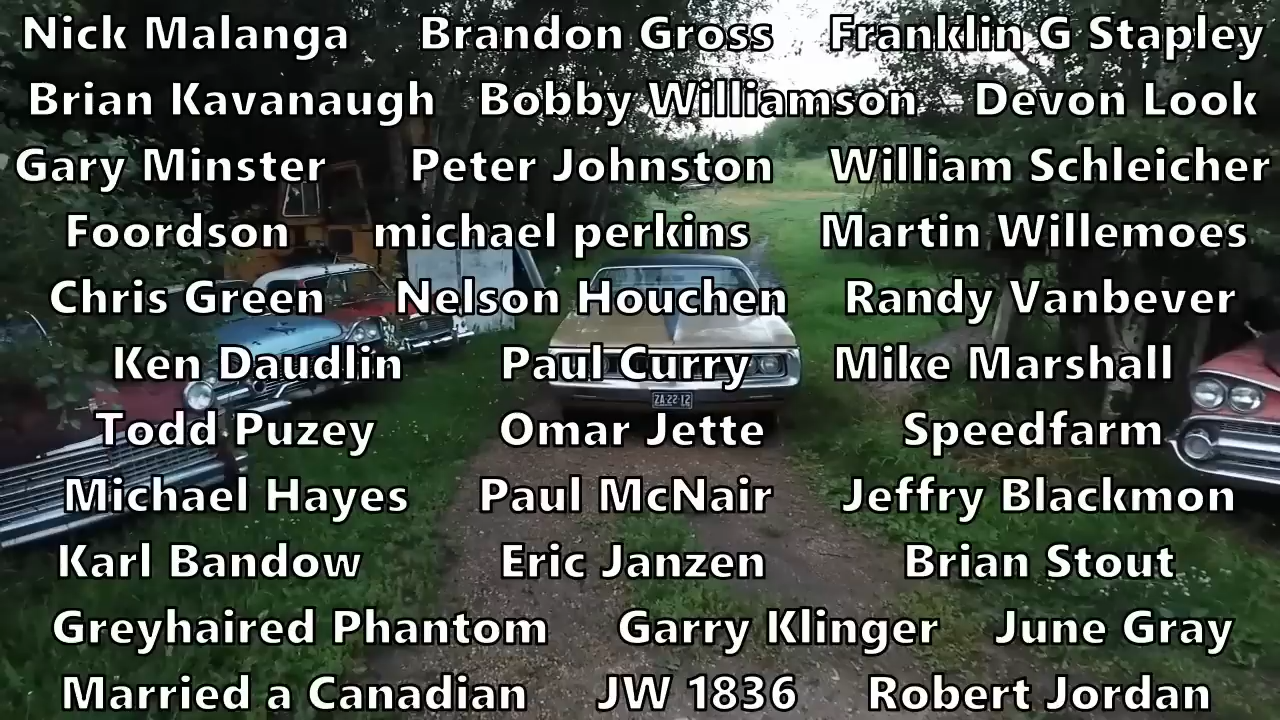 Nick Malanga Brandon Gross Franklin G Stapley
Brian Kavanaugh Bobby Williamson Devon Look
Gary Minster Peter Johnston William Schleicher
Foordson michael perkins Martin Willemoes
Chris Green Nelson Houchen Randy Vanbever
Ken Daudlin Paul Curry Mike Marshall
ZA-22-12
Todd Puzey Omar Jette Speedfarm
Michael Hayes Paul McNair Jeffry Blackmon
Karl Bandow Eric Janzen Brian Stout
Greyhaired Phantom Garry Klinger June Gray
Married a Canadian JW 1836 Robert Jordan